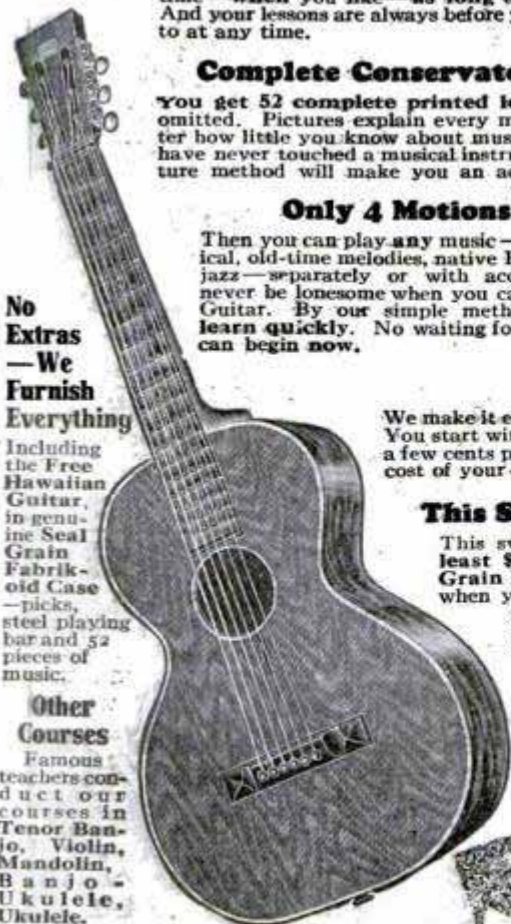 And your lessons are always before
to at any time.
Complete Conservat
You get 52 complete printed
omitted. Pictures explain every m
ter how little you know about mus
have never touched a musical instru
ture method will make you an a
Only 4 Motions
Then you can play any music—
ical, old-time melodies, native
jazz—separately or with acc
never be lonesome when you ca
Guitar. By our simple meth
learn quickly. No waiting fo
can begin now.
No
Extras
—We
Furnish
Everything
Including
the Free
Hawaiian
Guitar,
in genu-
ine Seal
Grain
Fabrik-
oid Case
—picks,
steel playing
bar and 52
pieces of
music.
Other
Courses
Famous
teachers con-
duct our
courses in
Tenor Ban-
jo, Violin,
Mandolin,
Banjo-
Ukulele,
Ukulele.
We make it e
You start wit
a few cents p
cost of your
This S
This sw
least $
Grain
when y